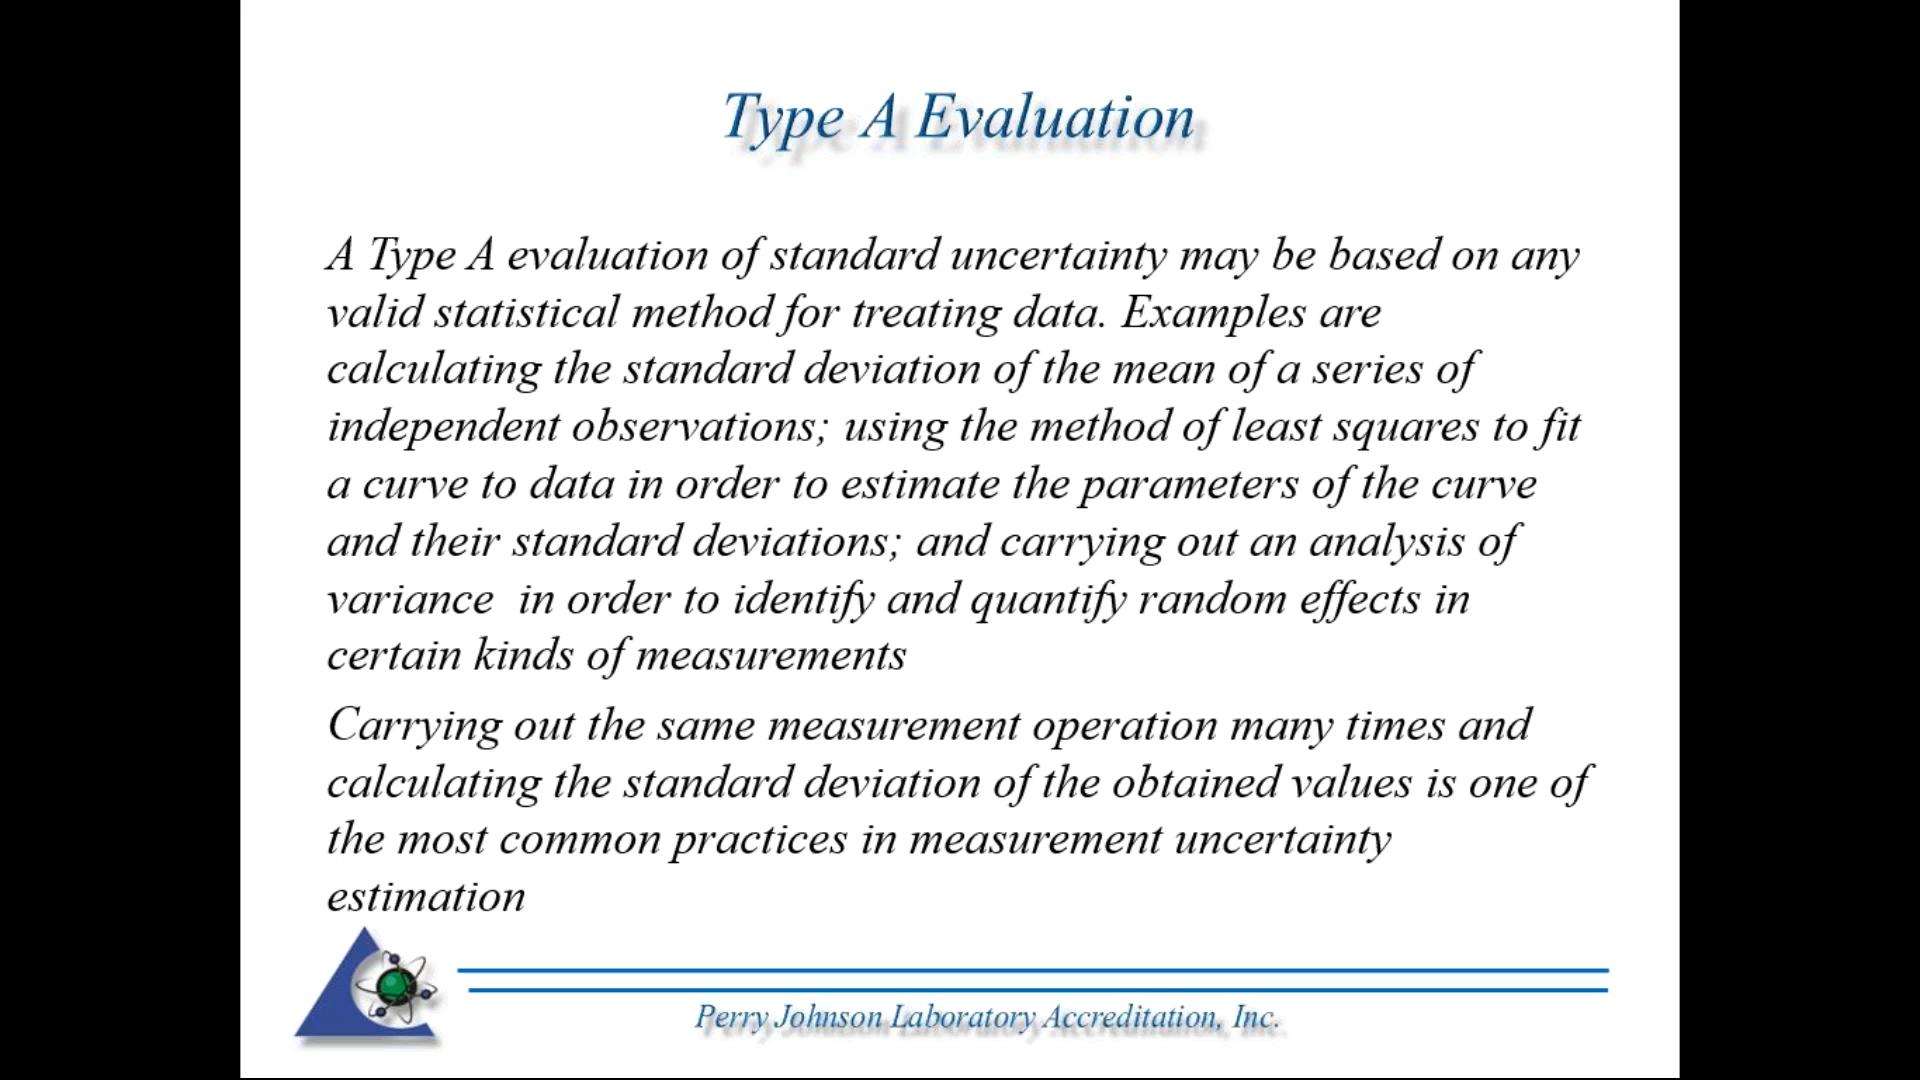 Type A Evaluation
A Type A evaluation of standard uncertainty may be based on any
valid statistical method for treating data. Examples are
calculating the standard deviation of the mean of a series of
independent observations; using the method of least squares to fit
a curve to data in order to estimate the parameters of the curve
and their standard deviations; and carrying out an analysis of
variance  in order to identify and quantify random effects in
certain kinds of measurements
Carrying out the same measurement operation many times and
calculating the standard deviation of the obtained values is one of
the most common practices in measurement uncertainty
estimation
Perry Johnson Laboratory Accreditation, Inc.